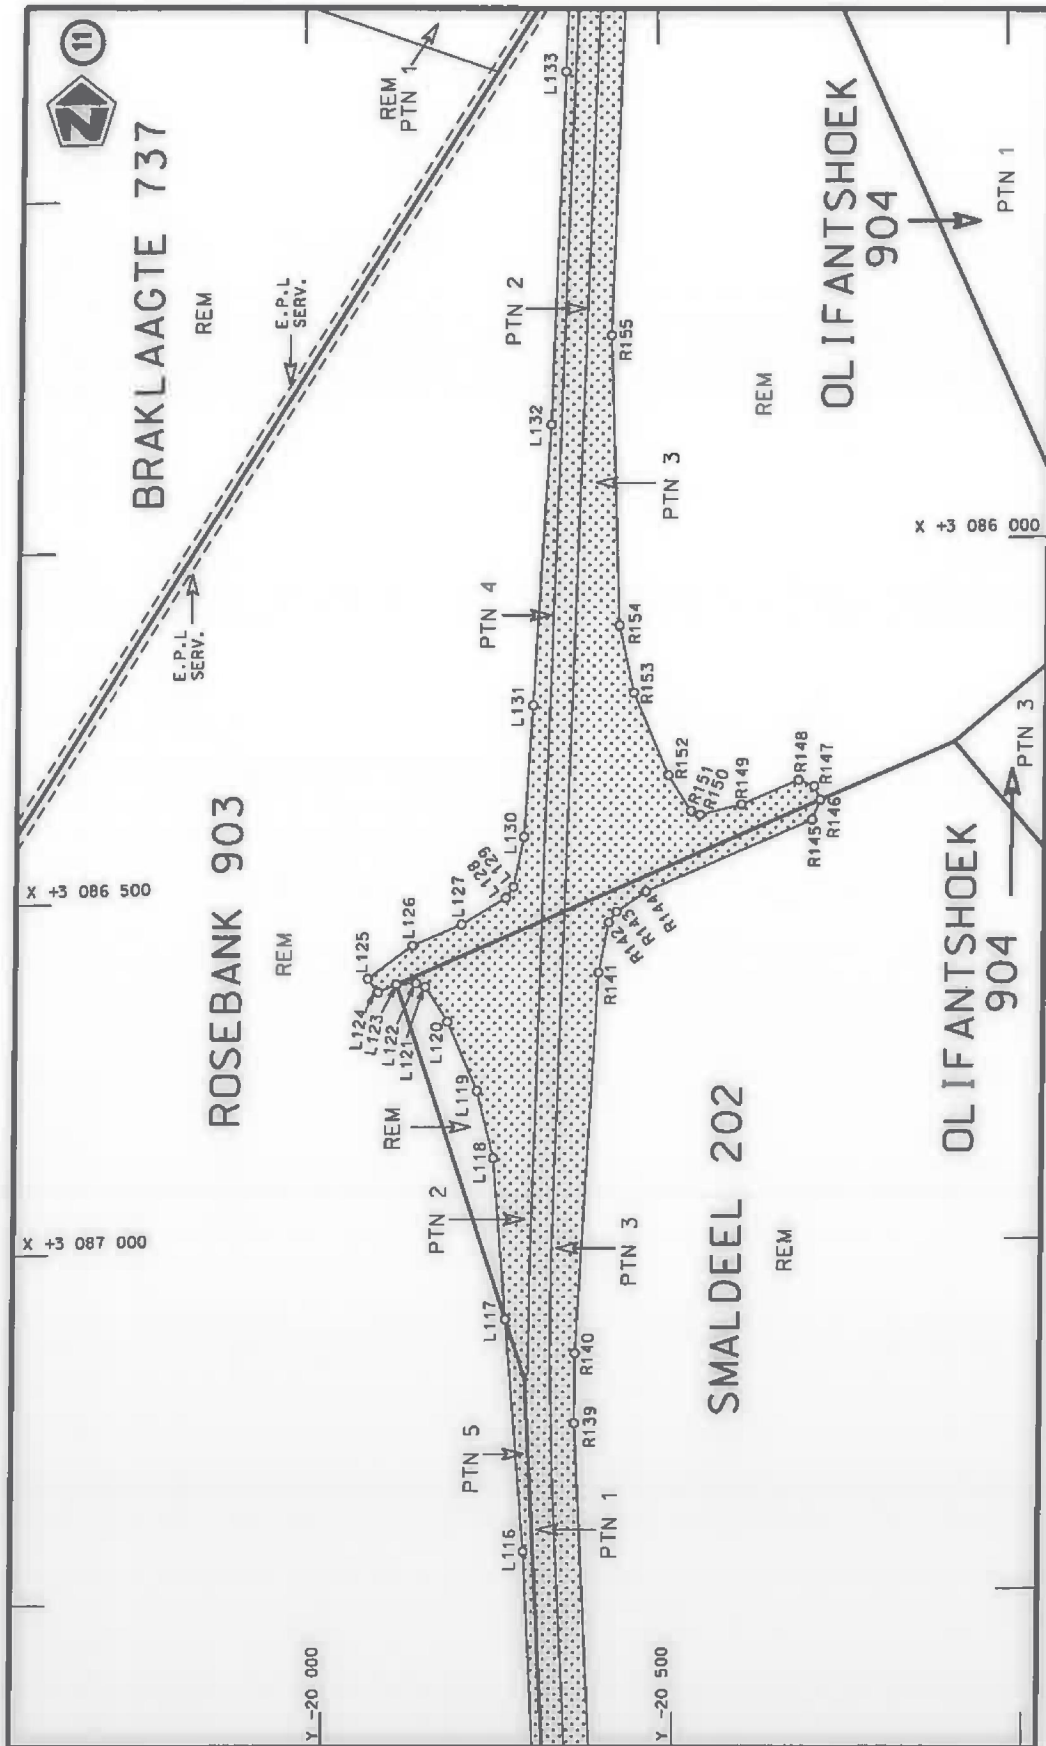 11
Z
BRAKLAAGTE 737
REM
REM
PTN 1
E.P.L
SERV.
E.P.L
SERV.
ROSEBANK 903
REM
X +3 086 500
X +3 087 000
X +3 086 000
Y -20 000
Y -20 500
L116
L117
L118
L119
L120
L121
L122
L123
L124
L125
L126
L127
L128
L129
L130
L131
L132
L133
REM
PTN 5
PTN 2
PTN 4
PTN 2
PTN 1
PTN 3
PTN 3
R139
R140
R141
R142
R143
R144
R145
R146
R147
R148
R149
R150
R151
R152
R153
R154
R155
SMALDEEL 202
REM
OLIFANTSHOEK
904
PTN 3
OLIFANTSHOEK
904
REM
PTN 1